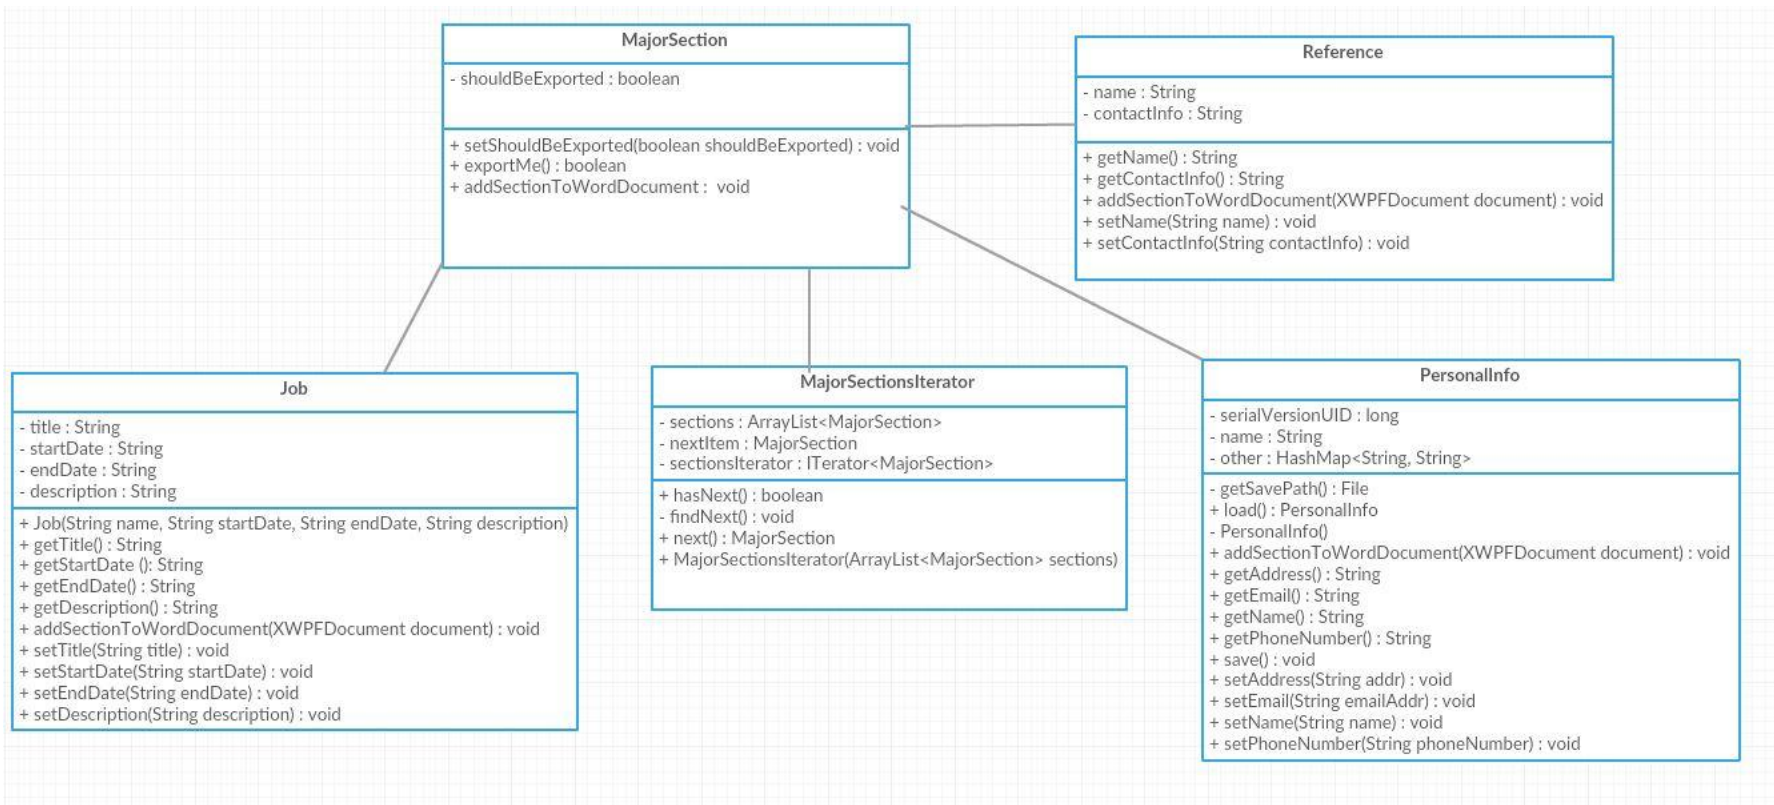 MajorSection
- shouldBeExported : boolean
+ setShouldBeExported(boolean shouldBeExported) : void
+ exportMe() : boolean
+ addSectionToWordDocument :  void
Reference
- name : String
- contactInfo : String
+ getName() : String
+ getContactInfo() : String
+ addSectionToWordDocument(XWPFDocument document) : void
+ setName(String name) : void
+ setContactInfo(String contactInfo) : void
Job
- title : String
- startDate : String
- endDate : String
- description : String
+ Job(String name, String startDate, String endDate, String description)
+ getTitle() : String
+ getStartDate (): String
+ getEndDate() : String
+ getDescription() : String
+ addSectionToWordDocument(XWPFDocument document) : void
+ setTitle(String title) : void
+ setStartDate(String startDate) : void
+ setEndDate(String endDate) : void
+ setDescription(String description) : void
MajorSectionsIterator
- sections : ArrayList<MajorSection>
- nextItem : MajorSection
- sectionsIterator : ITerator<MajorSection>
+ hasNext() : boolean
- findNext() : void
+ next() : MajorSection
+ MajorSectionsIterator(ArrayList<MajorSection> sections)
PersonalInfo
- serialVersionUID : long
- name : String
- other : HashMap<String, String>
- getSavePath() : File
+ load() : PersonalInfo
- PersonalInfo()
+ addSectionToWordDocument(XWPFDocument document) : void
+ getAddress() : String
+ getEmail() : String
+ getName() : String
+ getPhoneNumber() : String
+ save() : void
+ setAddress(String addr) : void
+ setEmail(String emailAddr) : void
+ setName(String name) : void
+ setPhoneNumber(String phoneNumber) : void